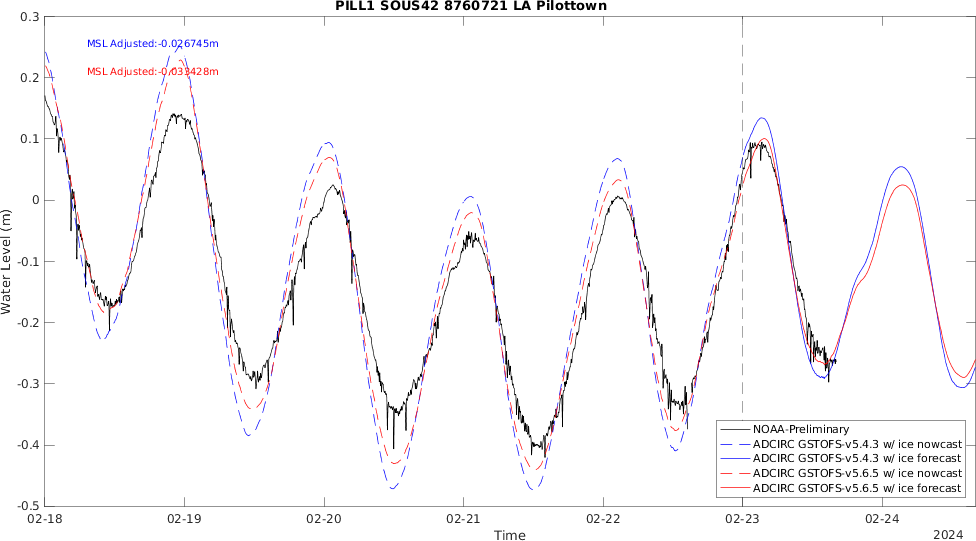 PILL1 SOUS42 8760721 LA Pilottown
MSL Adjusted:-0.026745m
MSL Adjusted:-0.033428m
0.3
0.2
0.1
0
-0.1
-0.2
-0.3
-0.4
-0.5
Water Level (m)
NOAA-Preliminary
ADCIRC GSTOFS-v5.4.3 w/ ice nowcast
ADCIRC GSTOFS-v5.4.3 w/ ice forecast
ADCIRC GSTOFS-v5.6.5 w/ ice nowcast
ADCIRC GSTOFS-v5.6.5 w/ ice forecast
02-18 02-19 02-20 02-21 02-22 02-23 02-24
Time
2024